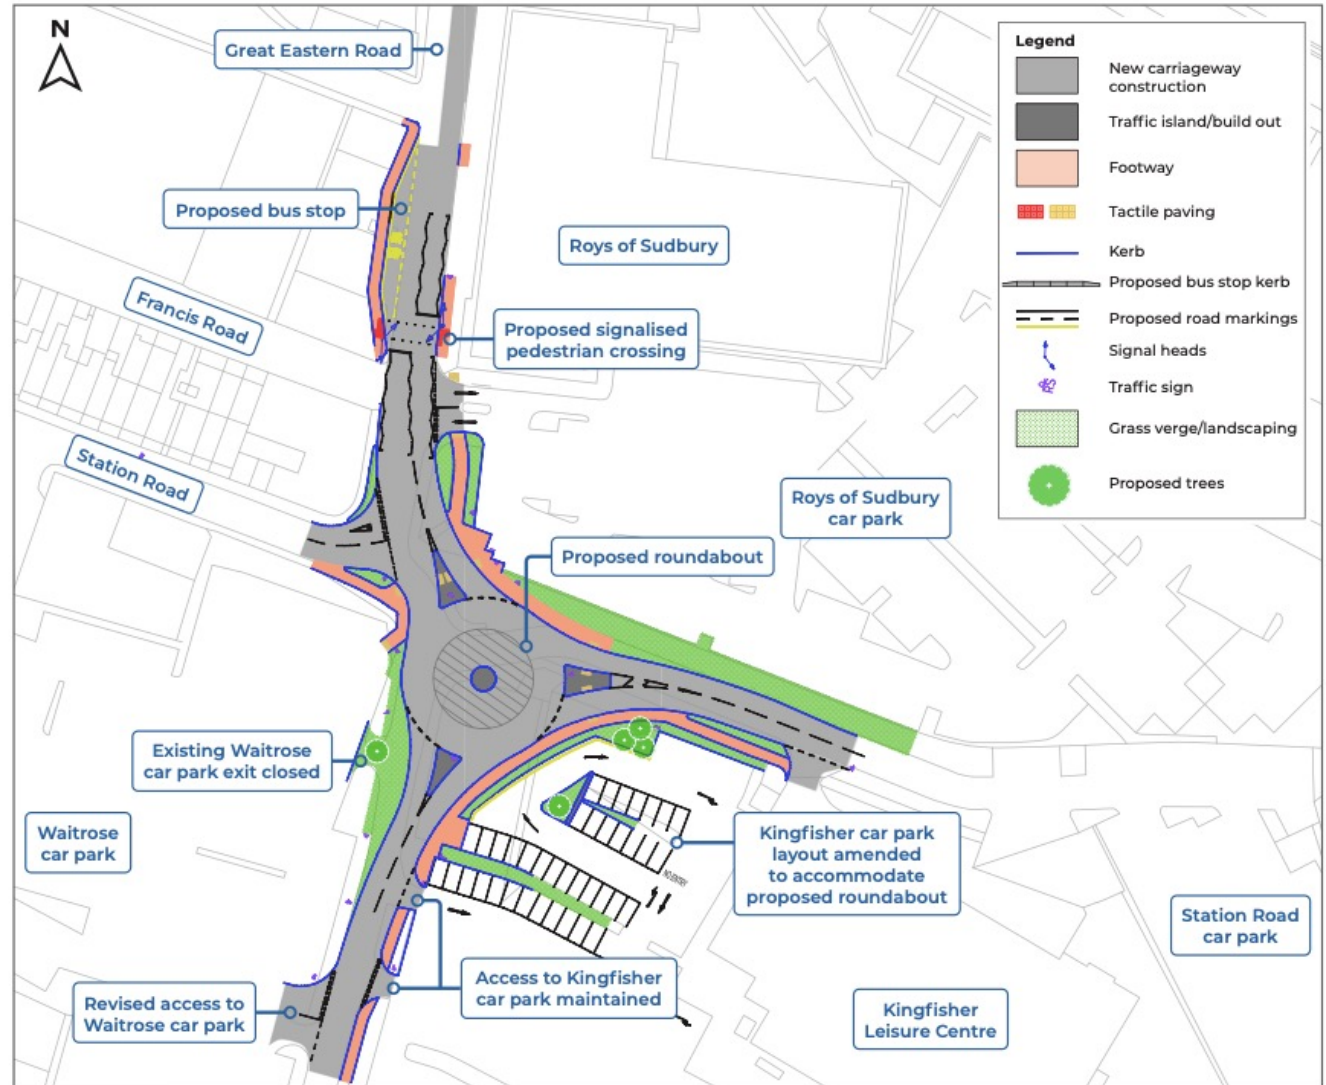 N
Great Eastern Road
Proposed bus stop
Francis Road
Station Road
Roys of Sudbury
Proposed signalised
pedestrian crossing
Roys of Sudbury
car park
Proposed roundabout
Existing Waitrose
car park exit closed
Waitrose
car park
Kingfisher car park
layout amended
to accommodate
proposed roundabout
NO ENTRY
Station Road
car park
Access to Kingfisher
car park maintained
Revised access to
Waitrose car park
Kingfisher
Leisure Centre
Legend
New carriageway
construction
Traffic island/build out
Footway
Tactile paving
Kerb
Proposed bus stop kerb
Proposed road markings
Signal heads
Traffic sign
Grass verge/landscaping
Proposed trees